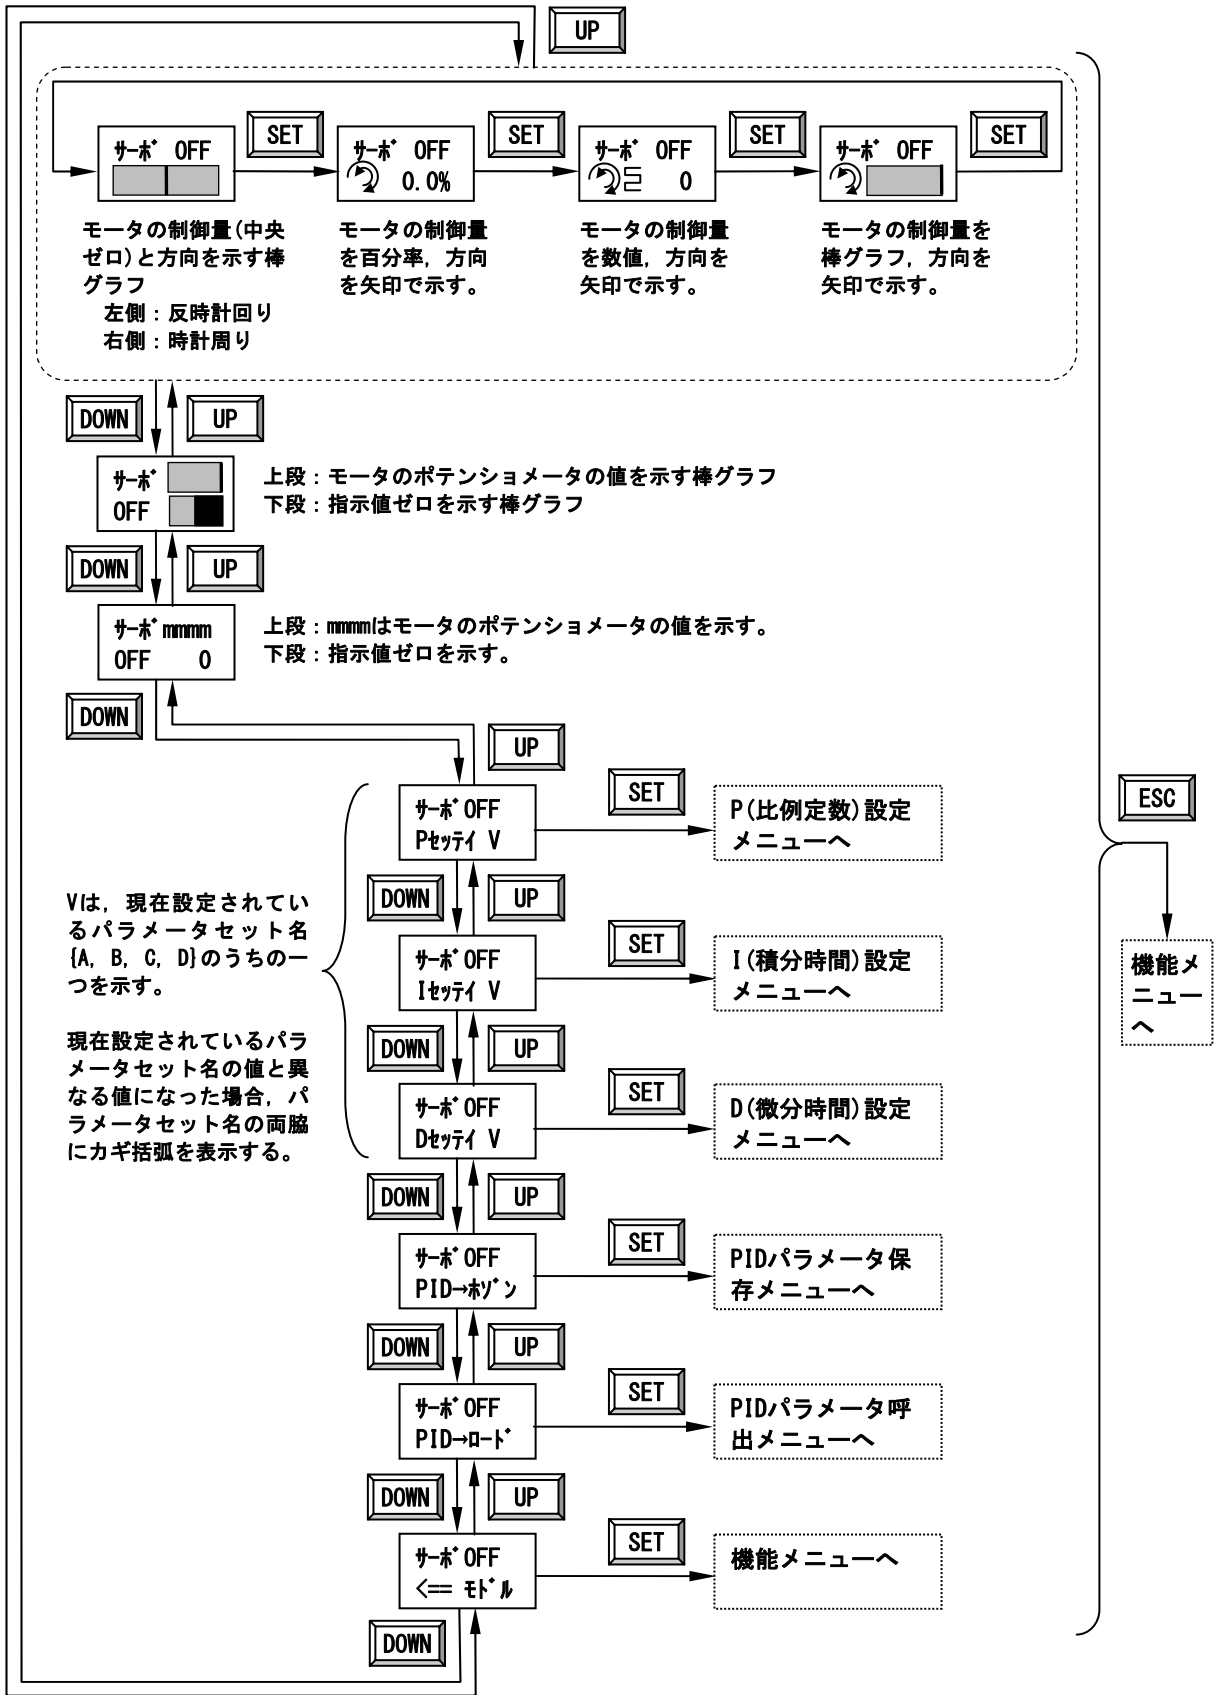 UP
SET
SET
SET
SET
サーボ OFF
サーボ OFF
0.0%
サーボ OFF
0
サーボ OFF
モータの制御量(中央
ゼロ)と方向を示す棒
グラフ
左側:反時計回り
右側:時計周り
モータの制御量
を百分率,方向
を矢印で示す。
モータの制御量
を数値,方向を
矢印で示す。
モータの制御量を
棒グラフ,方向を
矢印で示す。
DOWN
UP
サーボ
OFF
上段:モータのポテンショメータの値を示す棒グラフ
下段:指示値ゼロを示す棒グラフ
DOWN
UP
サーボ mmmm
OFF 0
上段:mmmmはモータのポテンショメータの値を示す。
下段:指示値ゼロを示す。
DOWN
UP
サーボ OFF
Pセッテイ V
SET
P(比例定数)設定
メニューへ
ESC
DOWN
UP
Vは,現在設定されてい
るパラメータセット名
{A, B, C, D}のうちの一
つを示す。
現在設定されているパラ
メータセット名の値と異
なる値になった場合,パ
ラメータセット名の両脇
にカギ括弧を表示する。
サーボ OFF
Iセッテイ V
SET
I(積分時間)設定
メニューへ
機能メ
ニュー
へ
DOWN
UP
サーボ OFF
Dセッテイ V
SET
D(微分時間)設定
メニューへ
DOWN
UP
サーボ OFF
PID→ホゾン
SET
PIDパラメータ保
存メニューへ
DOWN
UP
サーボ OFF
PID→ロード
SET
PIDパラメータ呼
出メニューへ
DOWN
UP
サーボ OFF
<== モドル
SET
機能メニューへ
DOWN